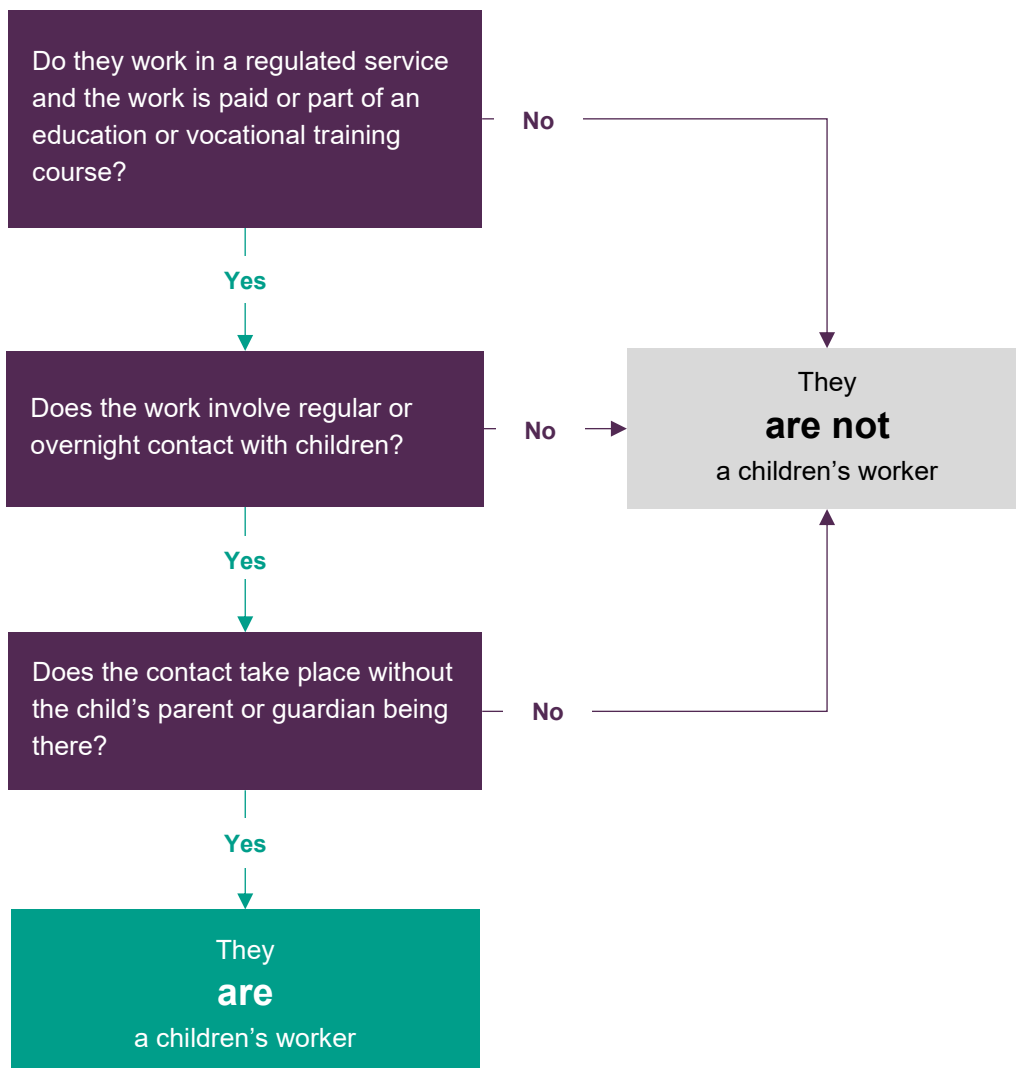 Do they work in a regulated service
and the work is paid or part of an
education or vocational training
course?
No
Yes
Does the work involve regular or
overnight contact with children?
No
They
are not
a children’s worker
Yes
Does the contact take place without
the child’s parent or guardian being
there?
No
Yes
They
are
a children’s worker